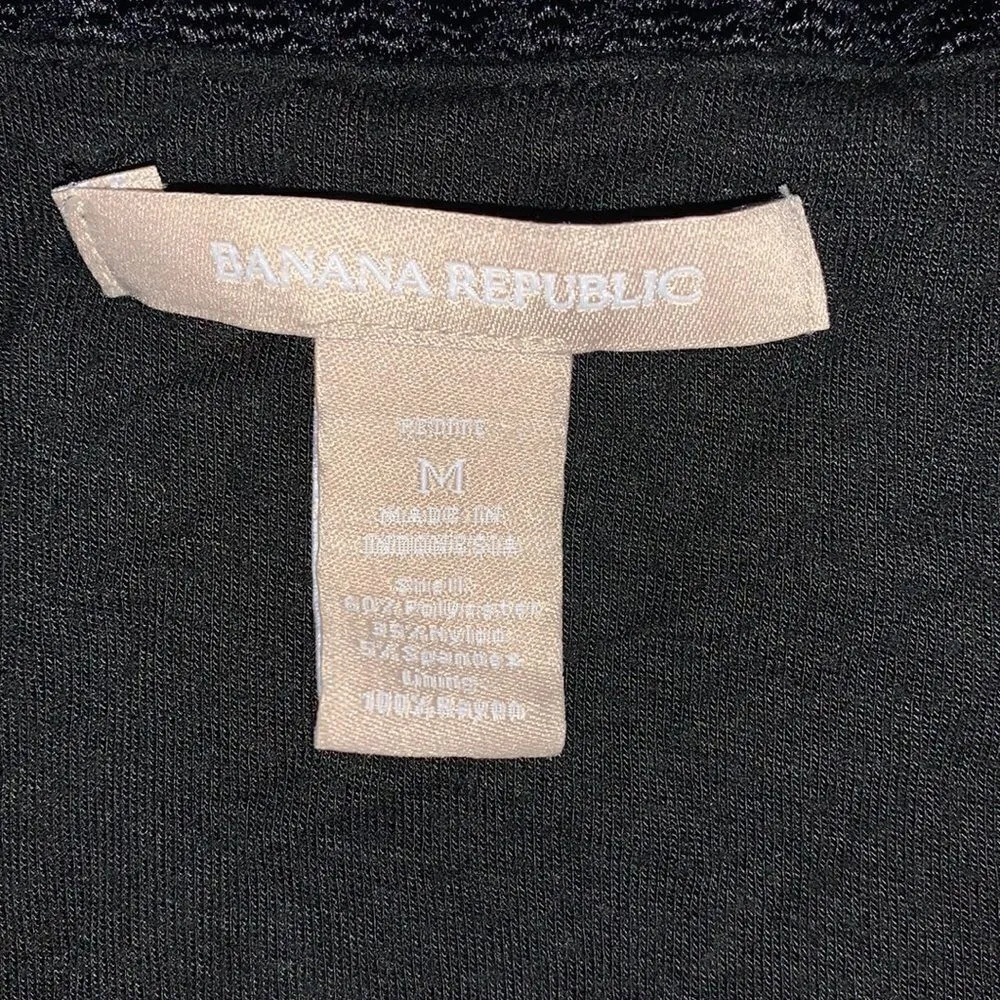 BANANA REPUBLIC
PETITE
M
MADE IN
INDONESIA
Shell:
60% Polyester
35% Nylon
5% Spandex
Lining:
100% Rayon